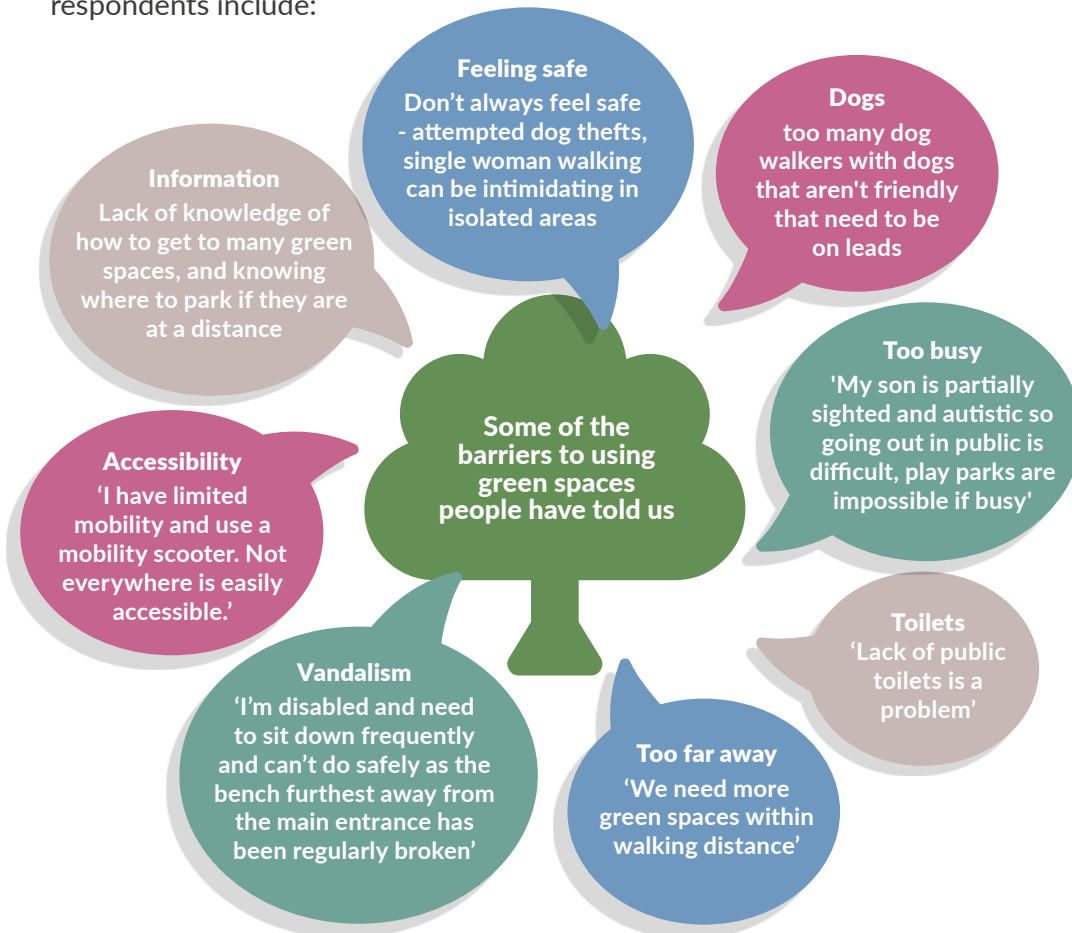 respondents include:
Feeling safe
Don’t always feel safe
- attempted dog thefts,
single woman walking
can be intimidating in
isolated areas
Dogs
too many dog
walkers with dogs
that aren't friendly
that need to be
on leads
Information
Lack of knowledge of
how to get to many green
spaces, and knowing
where to park if they are
at a distance
Too busy
'My son is partially
sighted and autistic so
going out in public is
difficult, play parks are
impossible if busy'
Some of the
barriers to using
green spaces
people have told us
Accessibility
‘I have limited
mobility and use a
mobility scooter. Not
everywhere is easily
accessible.’
Toilets
‘Lack of public
toilets is a
problem’
Vandalism
‘I’m disabled and need
to sit down frequently
and can’t do safely as the
bench furthest away from
the main entrance has
been regularly broken’
Too far away
‘We need more
green spaces within
walking distance’